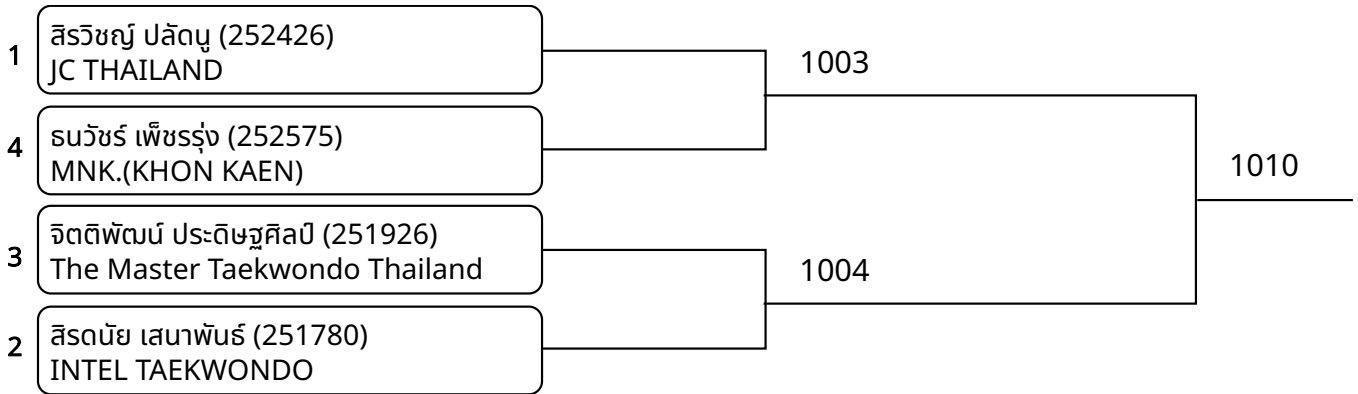 1
สิรวิชญ์ ปลัดนู (252426)
JC THAILAND
4
ธนวัชร์ เพ็ชรรุ่ง (252575)
MNK.(KHON KAEN)
3
จิตติพัฒน์ ประดิษฐศิลป์ (251926)
The Master Taekwondo Thailand
2
สิรดนัย เสนาพันธ์ (251780)
INTEL TAEKWONDO
1003
1004
1010